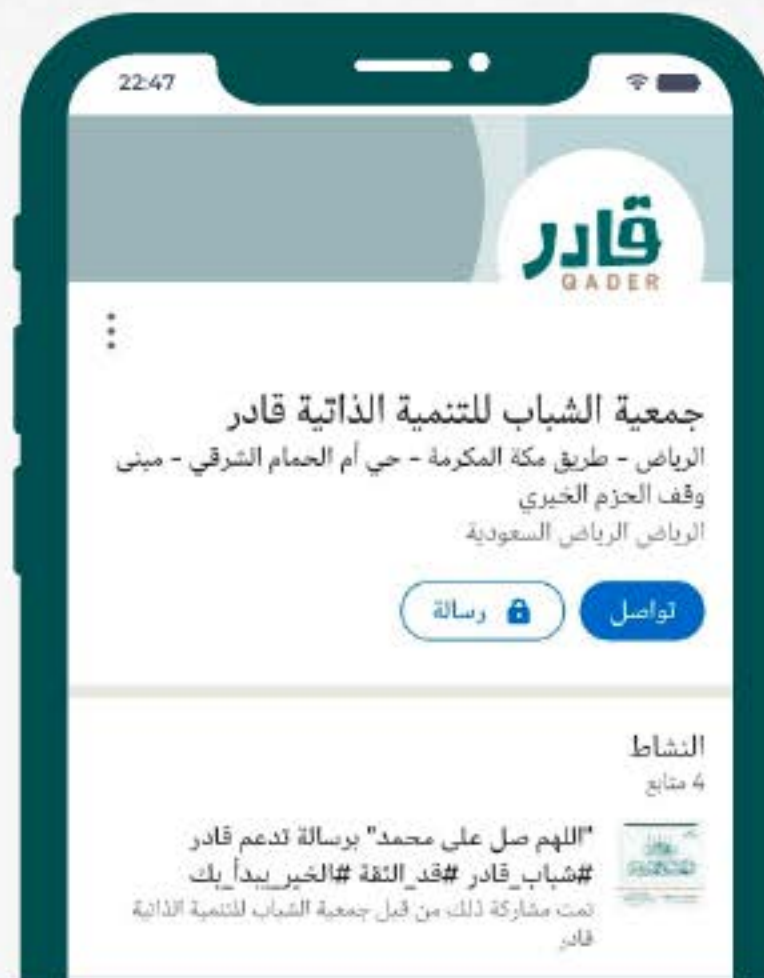 22:47
قادر
QADER
جمعية الشباب للتنمية الذاتية قادر
الرياض - طريق مكة المكرمة - حي أم الحمام الشرقي - مبنى
وقف الحزم الخيري
الرياض الرياض السعودية
تواصل
رسالة
النشاط
4 متابع
"اللهم صل على محمد" برسالة تدعم قادر
#شباب_قادر #قد_الثقة #الخير_يبدأ_بك
تمت مشاركة ذلك من قبل جمعية الشباب للتنمية الذاتية
قادر